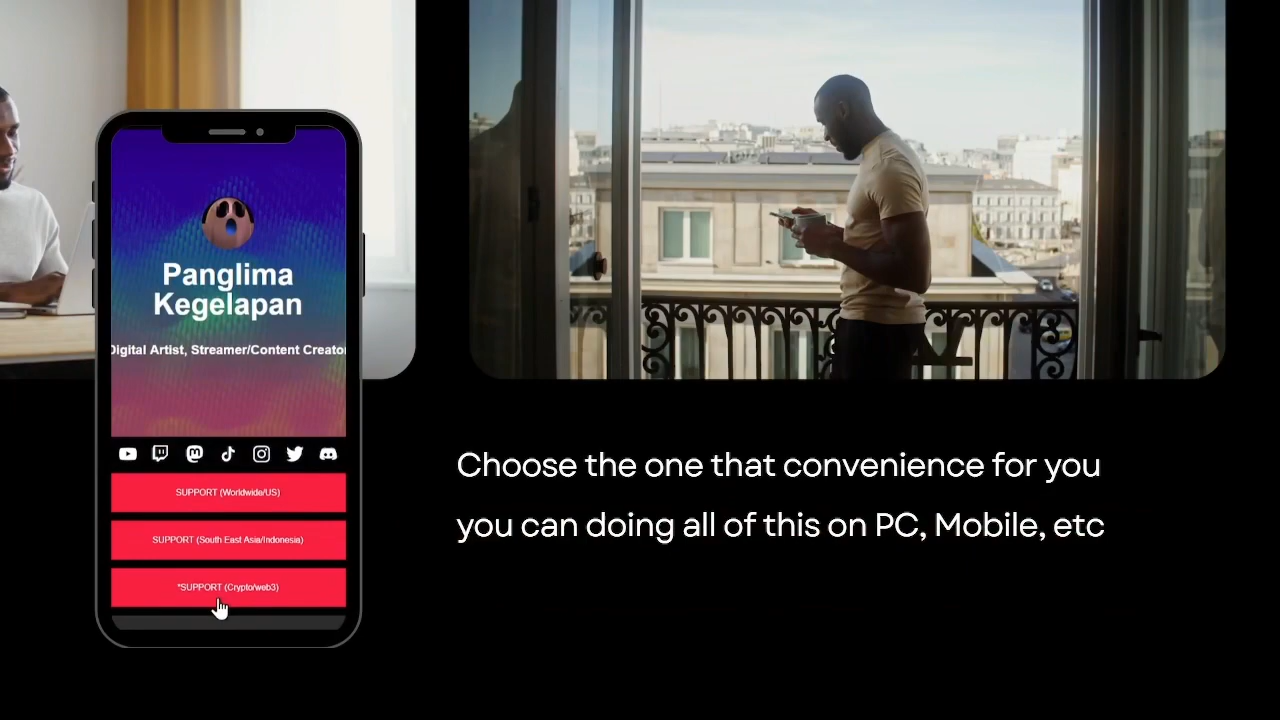 Panglima
Kegelapan
Digital Artist, Streamer/Content Creator
SUPPORT (Worldwide/US)
SUPPORT (South East Asia/Indonesia)
*SUPPORT (Crypto/web3)
Choose the one that convenience for you
you can doing all of this on PC, Mobile, etc